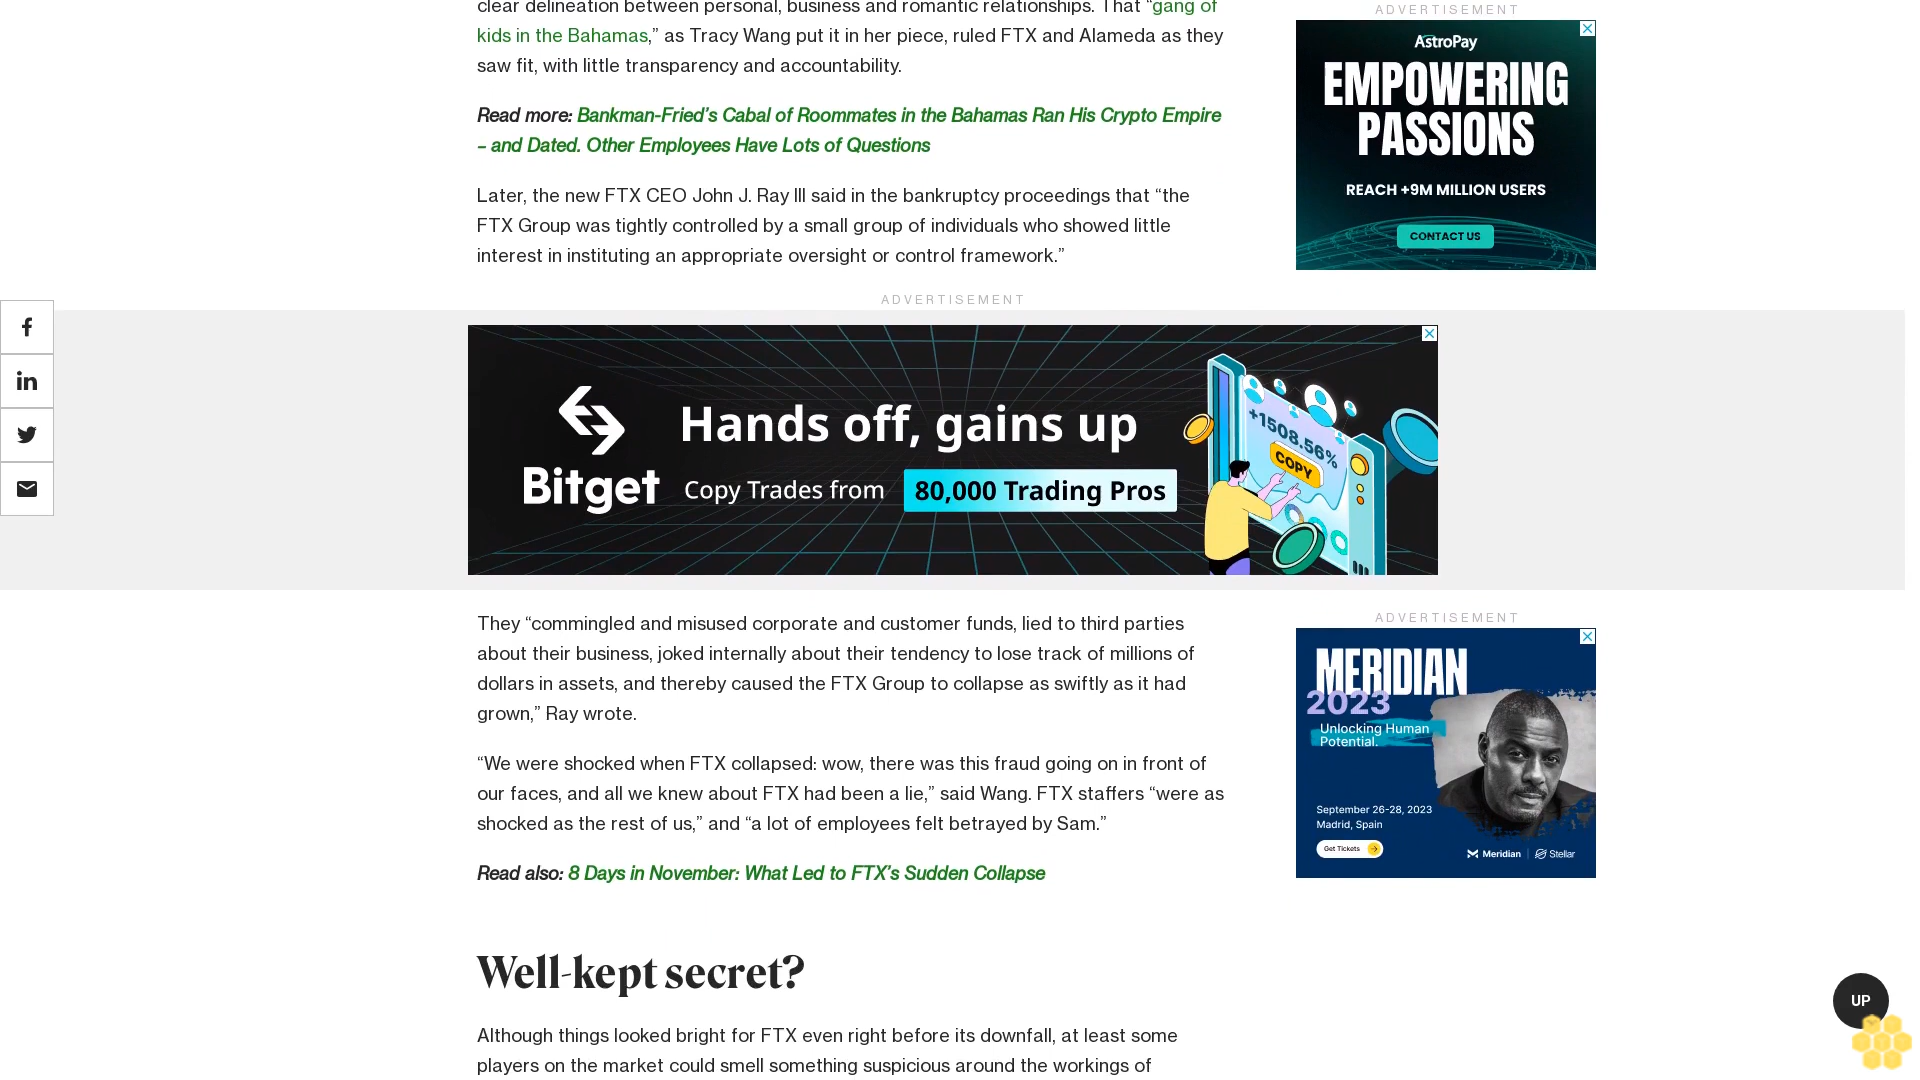 clear delineation between personal, business and romantic relationships. That “gang of
kids in the Bahamas,” as Tracy Wang put it in her piece, ruled FTX and Alameda as they
saw fit, with little transparency and accountability.
Read more: Bankman-Fried’s Cabal of Roommates in the Bahamas Ran His Crypto Empire
– and Dated. Other Employees Have Lots of Questions
Later, the new FTX CEO John J. Ray III said in the bankruptcy proceedings that “the
FTX Group was tightly controlled by a small group of individuals who showed little
interest in instituting an appropriate oversight or control framework.”
ADVERTISEMENT
AstroPay
EMPOWERING
PASSIONS
REACH +9M MILLION USERS
CONTACT US
ADVERTISEMENT
Bitget
Hands off, gains up
Copy Trades from 80,000 Trading Pros
+1508.56%
COPY
They “commingled and misused corporate and customer funds, lied to third parties
about their business, joked internally about their tendency to lose track of millions of
dollars in assets, and thereby caused the FTX Group to collapse as swiftly as it had
grown,” Ray wrote.
“We were shocked when FTX collapsed: wow, there was this fraud going on in front of
our faces, and all we knew about FTX had been a lie,” said Wang. FTX staffers “were as
shocked as the rest of us,” and “a lot of employees felt betrayed by Sam.”
Read also: 8 Days in November: What Led to FTX’s Sudden Collapse
ADVERTISEMENT
MERIDIAN
2023
Unlocking Human
Potential.
September 26-28, 2023
Madrid, Spain
Get Tickets
Meridian | Stellar
Well-kept secret?
Although things looked bright for FTX even right before its downfall, at least some
players on the market could smell something suspicious around the workings of
UP